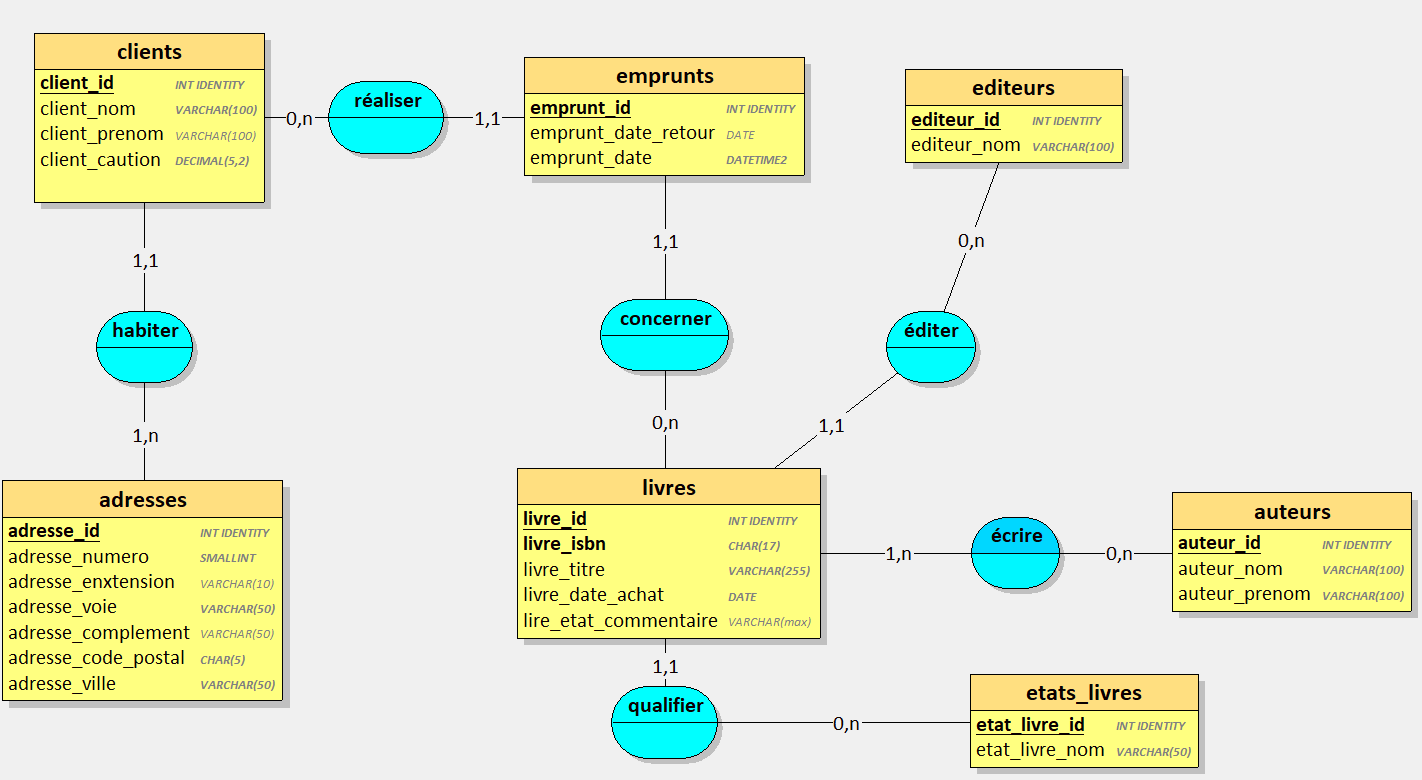 clients
client_id INT IDENTITY
client_nom VARCHAR(100)
client_prenom VARCHAR(100)
client_caution DECIMAL(5,2)
0,n
réaliser
1,1
emprunts
emprunt_id INT IDENTITY
emprunt_date_retour DATE
emprunt_date DATETIME2
editeurs
editeur_id INT IDENTITY
editeur_nom VARCHAR(100)
1,1
habiter
1,n
1,1
concerner
0,n
0,n
éditer
1,1
adresses
adresse_id INT IDENTITY
adresse_numero SMALLINT
adresse_enxtension VARCHAR(10)
adresse_voie VARCHAR(50)
adresse_complement VARCHAR(50)
adresse_code_postal CHAR(5)
adresse_ville VARCHAR(50)
livres
livre_id INT IDENTITY
livre_isbn CHAR(17)
livre_titre VARCHAR(255)
livre_date_achat DATE
lire_etat_commentaire VARCHAR(max)
1,n
écrire
0,n
auteurs
auteur_id INT IDENTITY
auteur_nom VARCHAR(100)
auteur_prenom VARCHAR(100)
1,1
qualifier
0,n
etats_livres
etat_livre_id INT IDENTITY
etat_livre_nom VARCHAR(50)